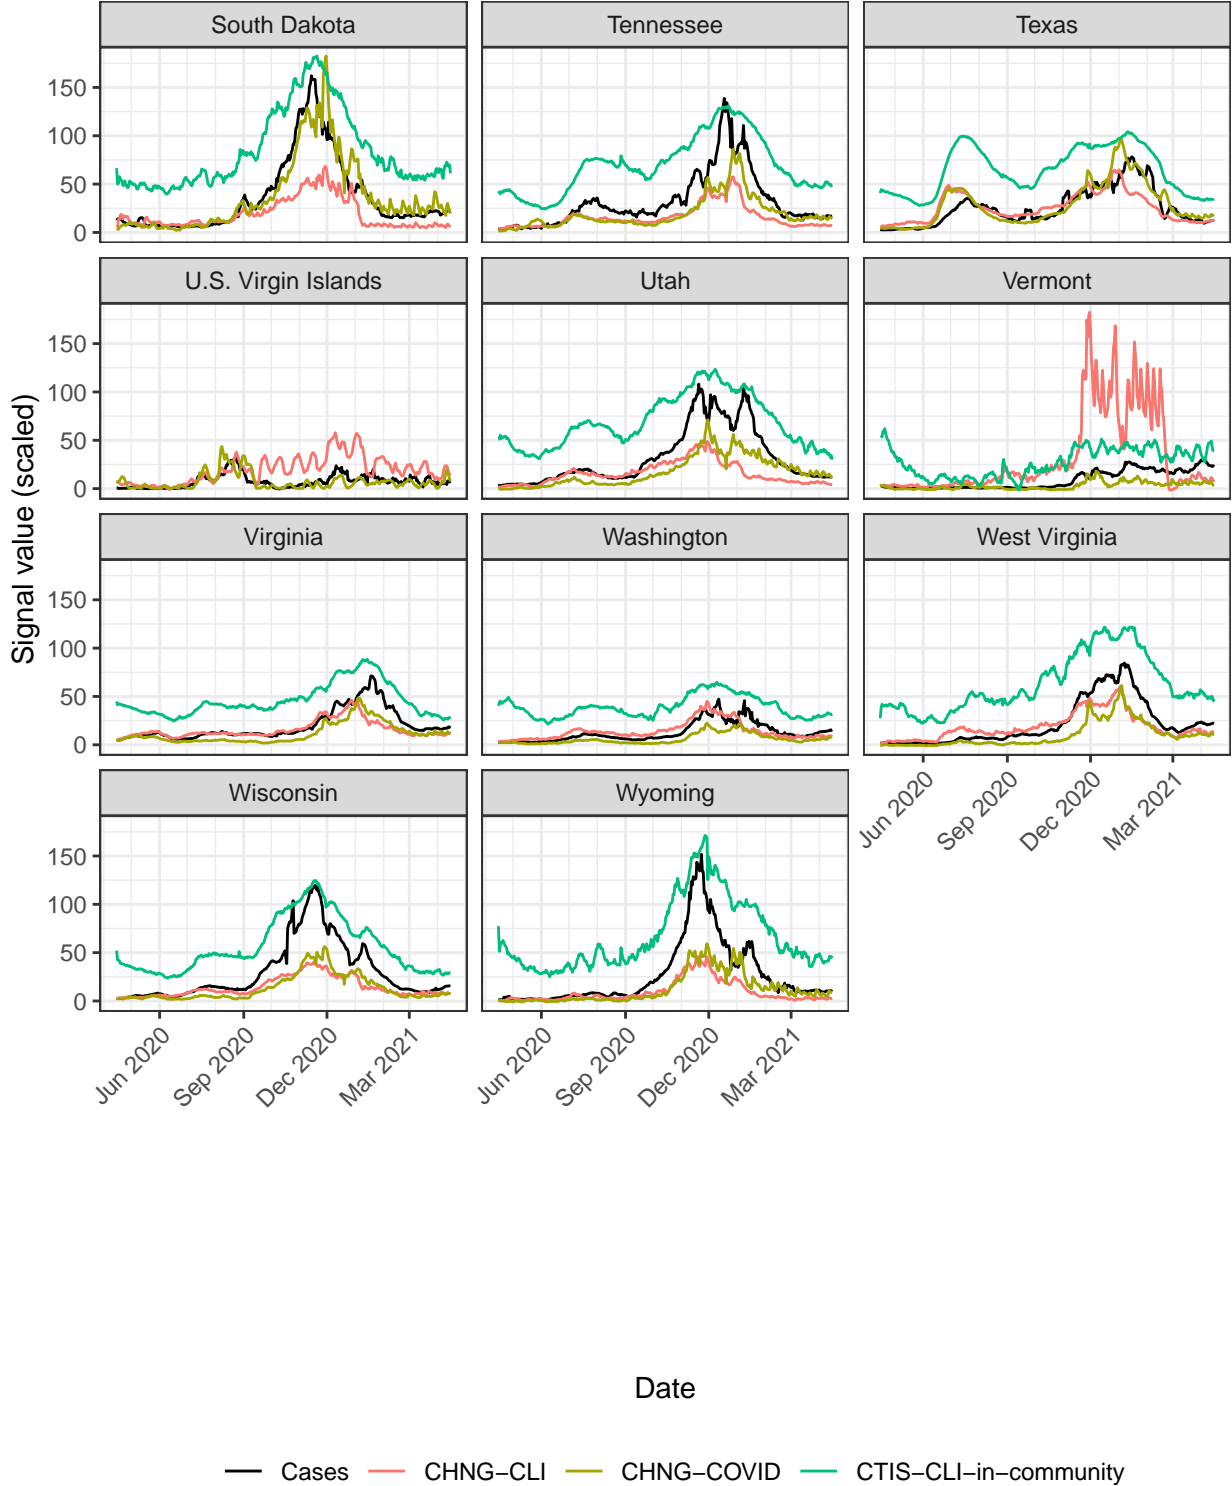 South Dakota
Tennessee
Texas
150
100
50
0
U.S. Virgin Islands
Utah
Vermont
150
100
50
0
Virginia
Washington
West Virginia
150
100
50
0
Jun 2020
Sep 2020
Dec 2020
Mar 2021
Wisconsin
Wyoming
150
100
50
0
Jun 2020
Sep 2020
Dec 2020
Mar 2021
Jun 2020
Sep 2020
Dec 2020
Mar 2021
Signal value (scaled)
Date
Cases
CHNG−CLI
CHNG−COVID
CTIS−CLI−in−community